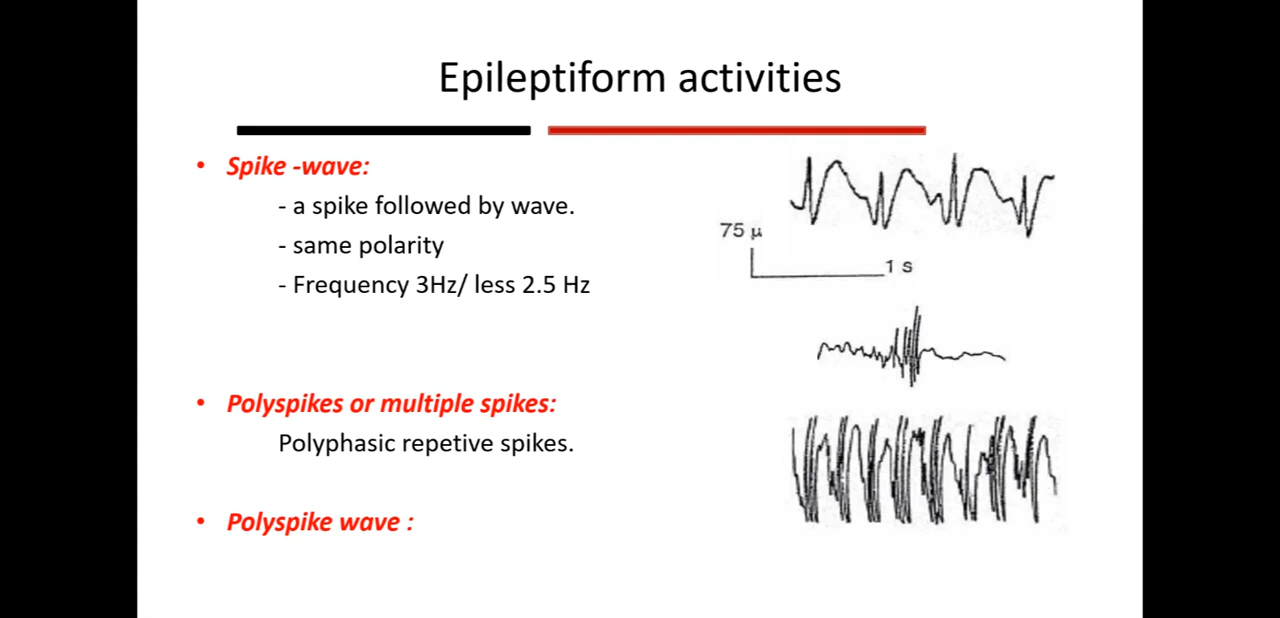 Epileptiform activities
• Spike -wave:
- a spike followed by wave.
- same polarity
- Frequency 3Hz/ less 2.5 Hz
75 μ
1 s
• Polyspikes or multiple spikes:
Polyphasic repetive spikes.
• Polyspike wave :